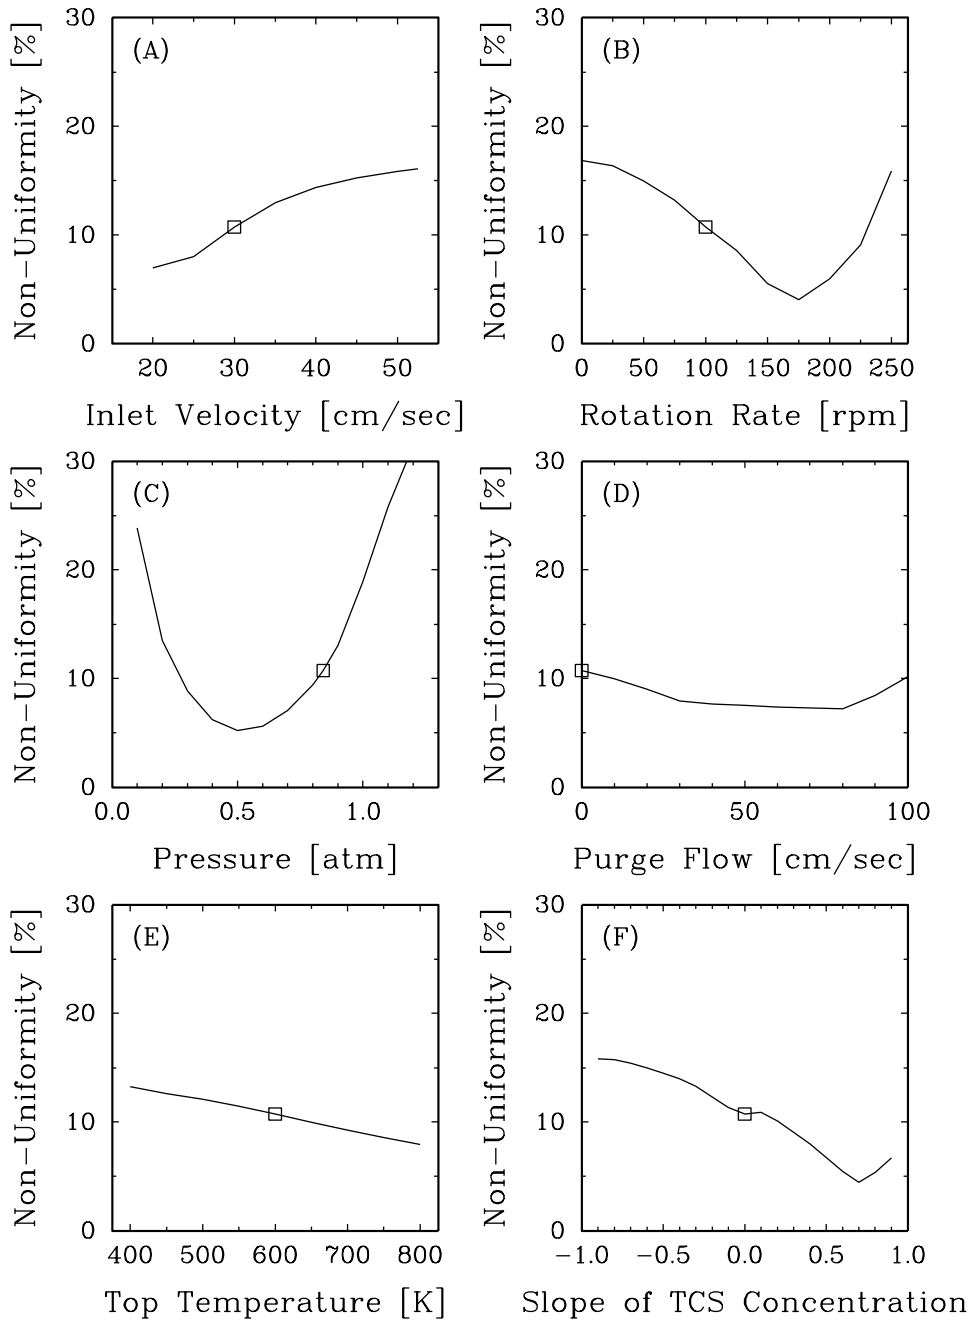 Non-Uniformity [%]
30
20
10
0
(A)
20 30 40 50
Inlet Velocity [cm/sec]
Non-Uniformity [%]
30
20
10
0
(B)
0 50 100 150 200 250
Rotation Rate [rpm]
Non-Uniformity [%]
30
20
10
0
(C)
0.0 0.5 1.0
Pressure [atm]
Non-Uniformity [%]
30
20
10
0
(D)
0 50 100
Purge Flow [cm/sec]
Non-Uniformity [%]
30
20
10
0
(E)
400 500 600 700 800
Top Temperature [K]
Non-Uniformity [%]
30
20
10
0
(F)
-1.0 -0.5 0.0 0.5 1.0
Slope of TCS Concentration